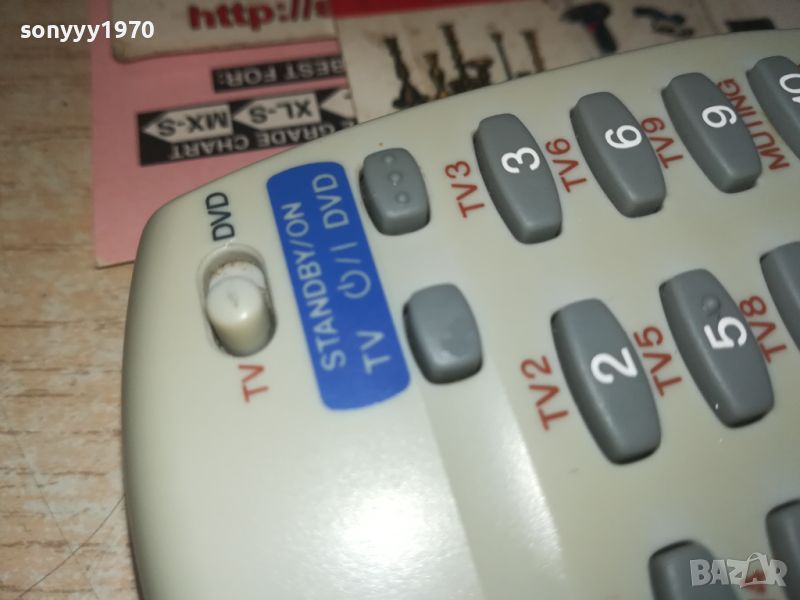 sonyyy1970
http://
BEST FOR:
XL-S
MX-S
GRADE CHART
DVD
TV
STANDBY/ON
TV ⏻/I DVD
TV3
3
TV6
6
TV9
9
MUTING
10
TV2
2
TV5
5
TV8
BAZAR